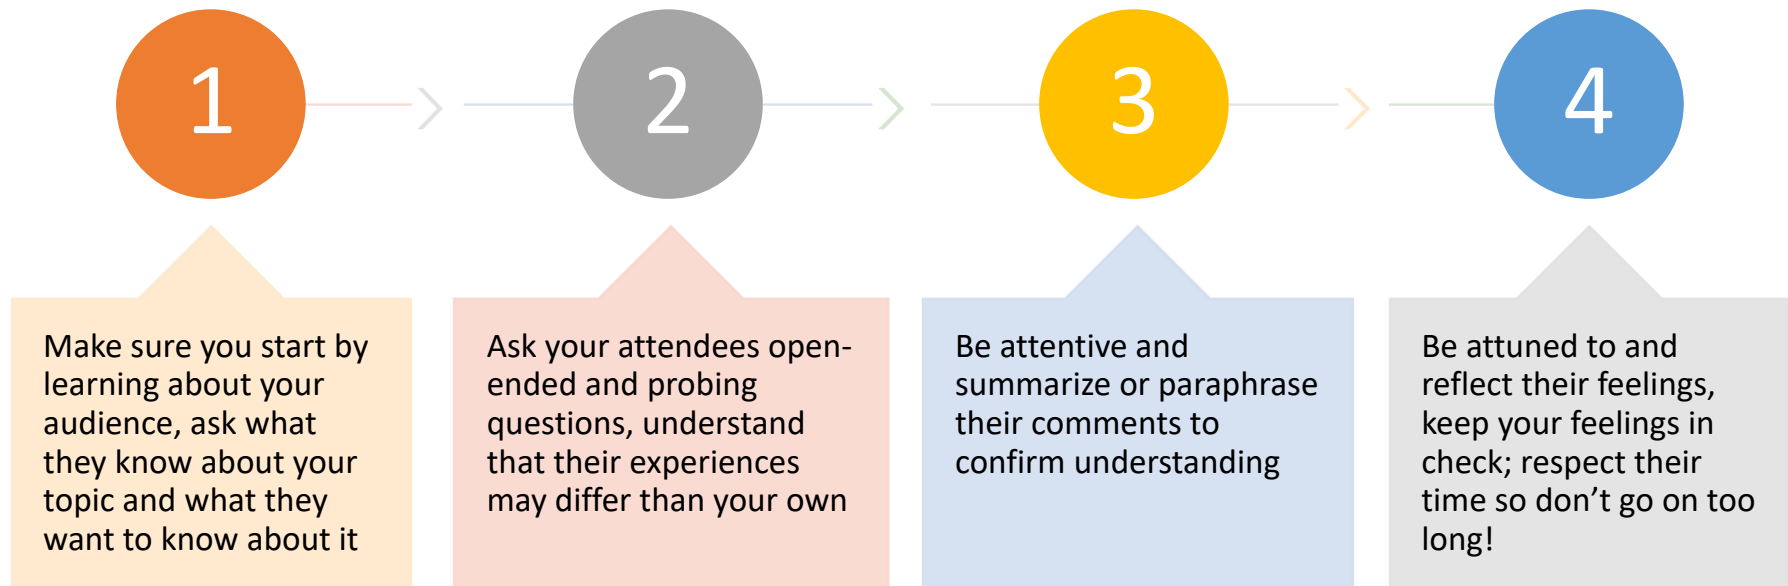 1
2
3
4
Make sure you start by
learning about your
audience, ask what
they know about your
topic and what they
want to know about it
Ask your attendees open-
ended and probing
questions, understand
that their experiences
may differ than your own
Be attentive and
summarize or paraphrase
their comments to
confirm understanding
Be attuned to and
reflect their feelings,
keep your feelings in
check; respect their
time so don’t go on too
long!